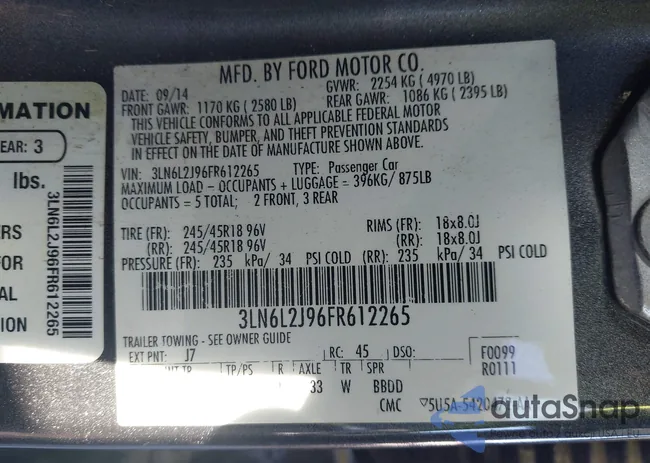 MFD. BY FORD MOTOR CO.
DATE: 09/14 GVWR: 2254 KG ( 4970 LB)
FRONT GAWR: 1170 KG ( 2580 LB) REAR GAWR: 1086 KG ( 2395 LB)
THIS VEHICLE CONFORMS TO ALL APPLICABLE FEDERAL MOTOR
VEHICLE SAFETY, BUMPER, AND THEFT PREVENTION STANDARDS
IN EFFECT ON THE DATE OF MANUFACTURE SHOWN ABOVE.
VIN: 3LN6L2J96FR612265 TYPE: Passenger Car
MAXIMUM LOAD - OCCUPANTS + LUGGAGE = 396KG/ 875LB
OCCUPANTS = 5 TOTAL; 2 FRONT, 3 REAR
TIRE (FR): 245/45R18 96V RIMS (FR): 18x8.0J
(RR): 245/45R18 96V (RR): 18x8.0J
PRESSURE (FR): 235 kPa/ 34 PSI COLD (RR): 235 kPa/ 34 PSI COLD
3LN6L2J96FR612265
TRAILER TOWING - SEE OWNER GUIDE
EXT PNT: J7 RC: 45 DSO:
F0099
R0111
INT TR TP/PS R AXLE TR SPR
33 W BBDD
CMC
MATION
EAR: 3
lbs.
ERS
FOR
AL
NS
3LN6L2J96FR612265
autoSnap